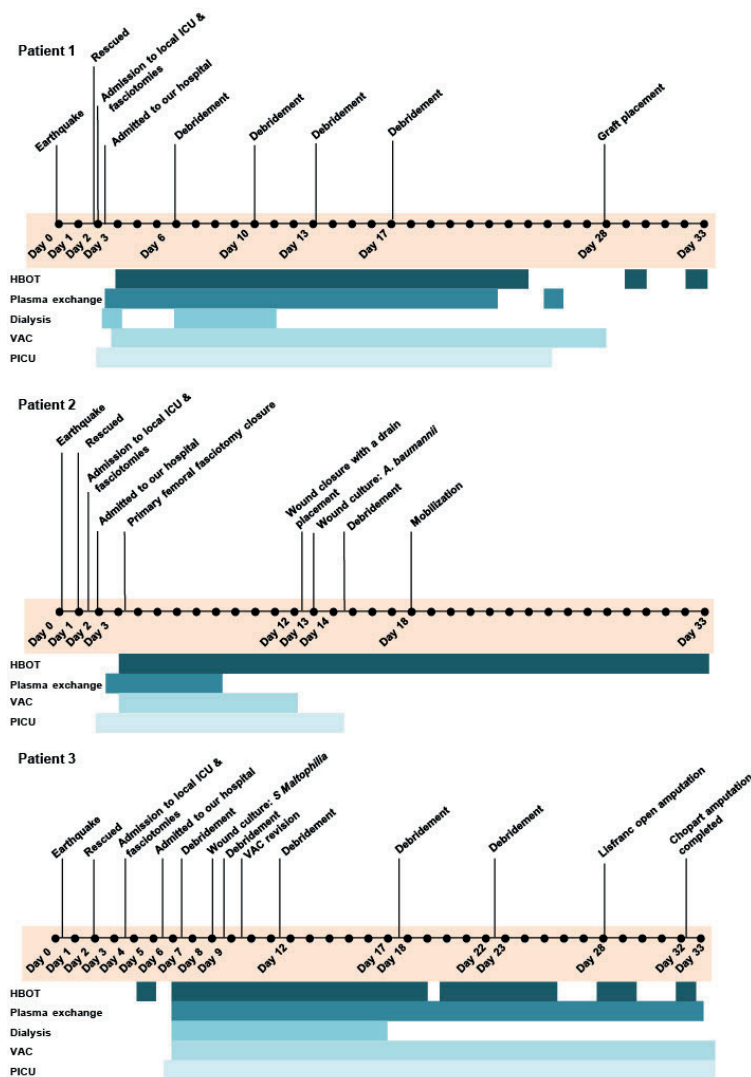 Patient 1
Earthquake
Rescued
Admission to local ICU &
fasciotomies
Admitted to our hospital
Debridement
Debridement
Debridement
Debridement
Graft placement
Day 0
Day 1
Day 2
Day 3
Day 6
Day 10
Day 13
Day 17
Day 28
Day 33
HBOT
Plasma exchange
Dialysis
VAC
PICU
Patient 2
Earthquake
Rescued
Admission to local ICU &
fasciotomies
Admitted to our hospital
Primary femoral fasciotomy closure
Wound closure with a drain
placement
Wound culture: A. baumannii
Debridement
Mobilization
Day 0
Day 1
Day 2
Day 3
Day 12
Day 13
Day 14
Day 18
Day 33
HBOT
Plasma exchange
VAC
PICU
Patient 3
Earthquake
Rescued
Admission to local ICU &
fasciotomies
Admitted to our hospital
Debridement
Wound culture: S Maltophilia
Debridement
VAC revision
Debridement
Debridement
Debridement
Lisfranc open amputation
Chopart amputation
completed
Day 0
Day 1
Day 2
Day 3
Day 4
Day 5
Day 6
Day 7
Day 8
Day 9
Day 12
Day 17
Day 18
Day 22
Day 23
Day 28
Day 32
Day 33
HBOT
Plasma exchange
Dialysis
VAC
PICU